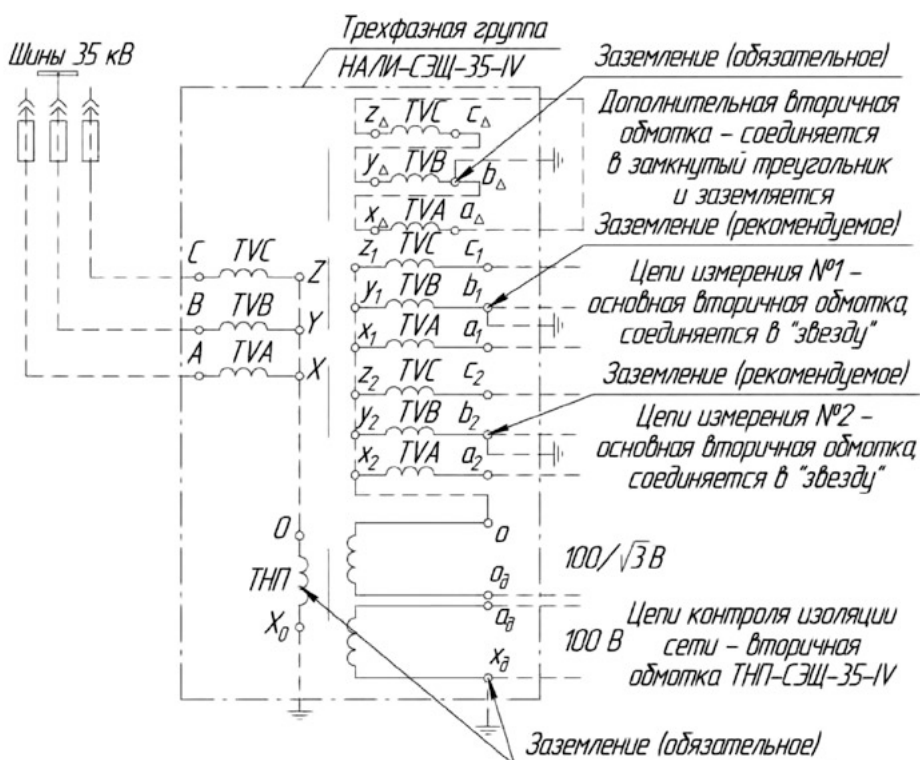 Трехфазная группа
НАЛИ-СЭЩ-35-IV
Шины 35 кВ
Заземление (обязательное)
Дополнительная вторичная
обмотка – соединяется
в замкнутый треугольник
и заземляется
z△ TVC c△
y△ TVB b△
x△ TVA a△
Заземление (рекомендуемое)
z1 TVC c1
y1 TVB b1
x1 TVA a1
Цепи измерения №1 –
основная вторичная обмотка,
соединяется в "звезду"
C TVC Z
B TVB Y
A TVA X
Заземление (рекомендуемое)
z2 TVC c2
y2 TVB b2
x2 TVA a2
Цепи измерения №2 –
основная вторичная обмотка,
соединяется в "звезду"
O
ТНП
X0
o
100/√3 В
oд
aд
100 В
xд
Цепи контроля изоляции
сети – вторичная
обмотка ТНП-СЭЩ-35-IV
Заземление (обязательное)